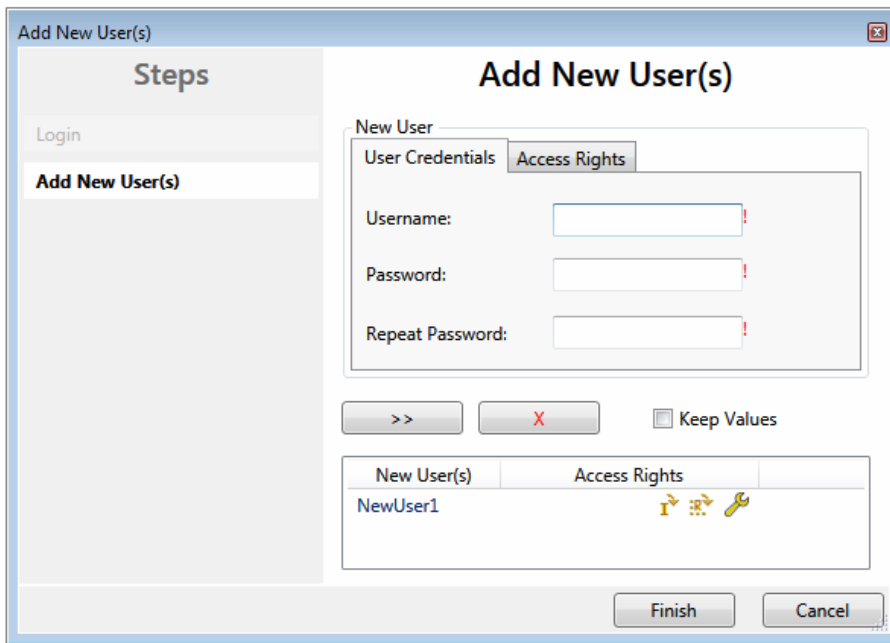 Add New User(s)
Steps
Login
Add New User(s)
Add New User(s)
New User
User Credentials Access Rights
Username: !
Password: !
Repeat Password: !
>> X Keep Values
New User(s) Access Rights
NewUser1 I R
Finish Cancel